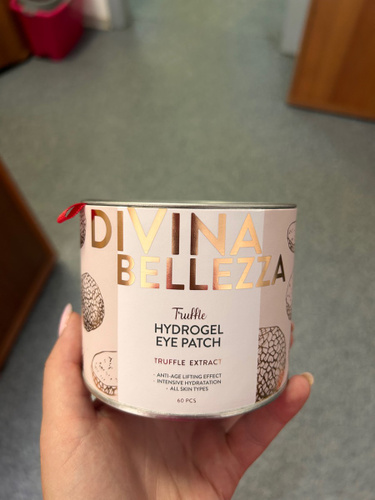 DIVINA
BELLEZZA
Truffle
HYDROGEL
EYE PATCH
TRUFFLE EXTRACT
- ANTI-AGE LIFTING EFFECT
- INTENSIVE HYDRATATION
- ALL SKIN TYPES
60 PCS